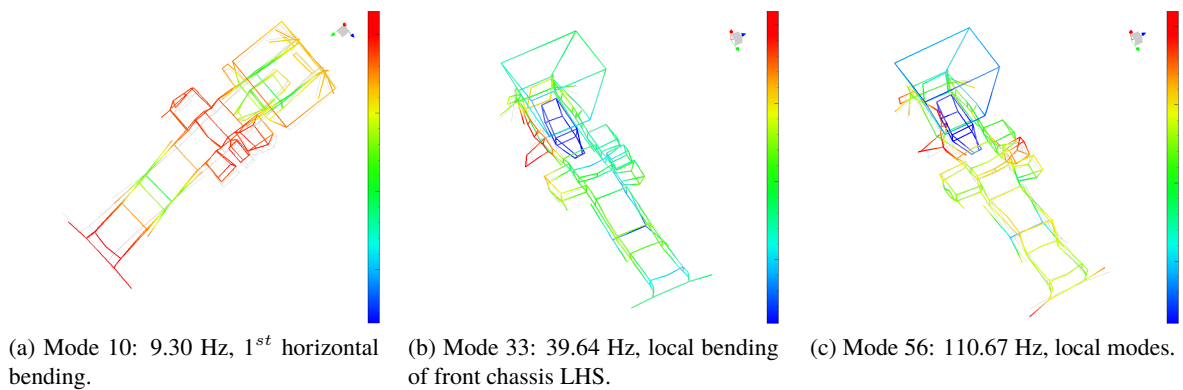 (a) Mode 10: 9.30 Hz, 1st horizontal
bending.
(b) Mode 33: 39.64 Hz, local bending
of front chassis LHS.
(c) Mode 56: 110.67 Hz, local modes.